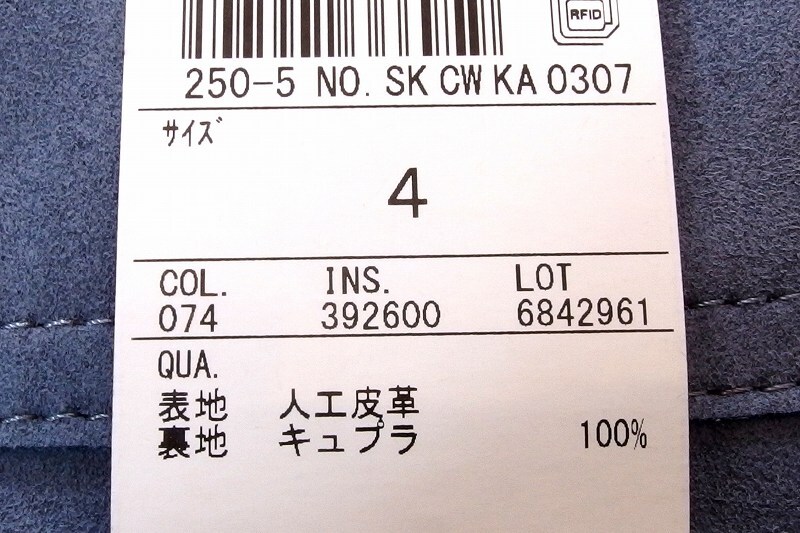 RFID
250-5 NO. SK CW KA 0307
サイズ
4
COL. INS. LOT
074 392600 6842961
QUA.
表地 人工皮革
裏地 キュプラ 100%